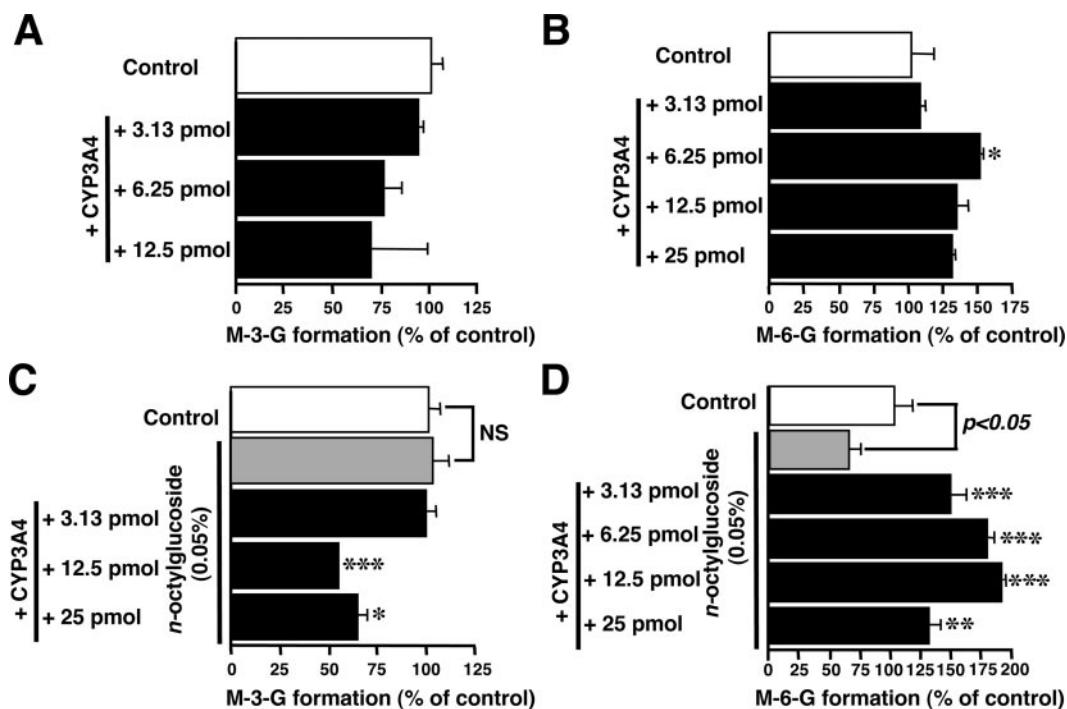 A
Control
+ CYP3A4
+ 3.13 pmol
+ 6.25 pmol
+ 12.5 pmol
0 25 50 75 100 125
M-3-G formation (% of control)
B
Control
+ CYP3A4
+ 3.13 pmol
+ 6.25 pmol
*
+ 12.5 pmol
+ 25 pmol
0 25 50 75 100 125 150 175
M-6-G formation (% of control)
C
Control
NS
n-octylglucoside
(0.05%)
+ CYP3A4
+ 3.13 pmol
+ 12.5 pmol
***
+ 25 pmol
*
0 25 50 75 100 125
M-3-G formation (% of control)
D
Control
p<0.05
n-octylglucoside
(0.05%)
+ CYP3A4
+ 3.13 pmol
***
+ 6.25 pmol
***
+ 12.5 pmol
***
+ 25 pmol
**
0 25 50 75 100 125 150 175 200
M-6-G formation (% of control)